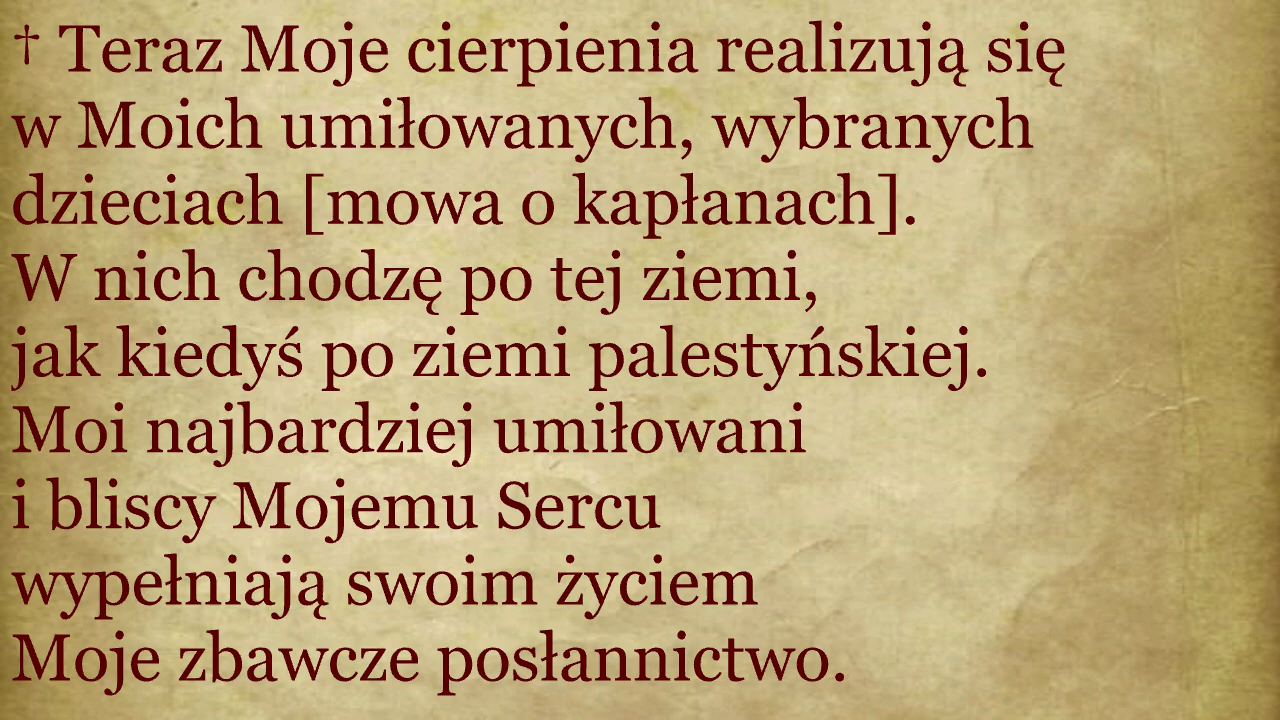 † Teraz Moje cierpienia realizują się
w Moich umiłowanych, wybranych
dzieciach [mowa o kapłanach].
W nich chodzę po tej ziemi,
jak kiedyś po ziemi palestyńskiej.
Moi najbardziej umiłowani
i bliscy Mojemu Sercu
wypełniają swoim życiem
Moje zbawcze posłannictwo.